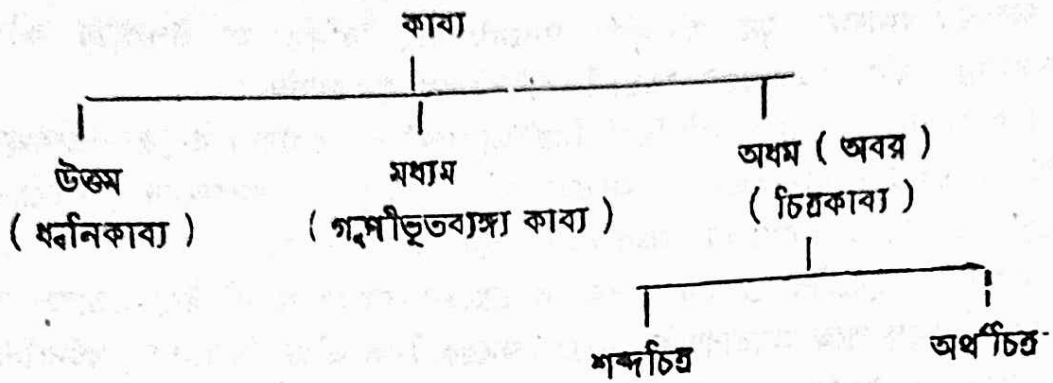 কাব্য
উত্তম মধ্যম অধম ( অবর )
( ধ্বনিকাব্য ) ( গুণীভূতব্যঙ্গ্য কাব্য ) ( চিত্রকাব্য )
শব্দচিত্র অর্থচিত্র